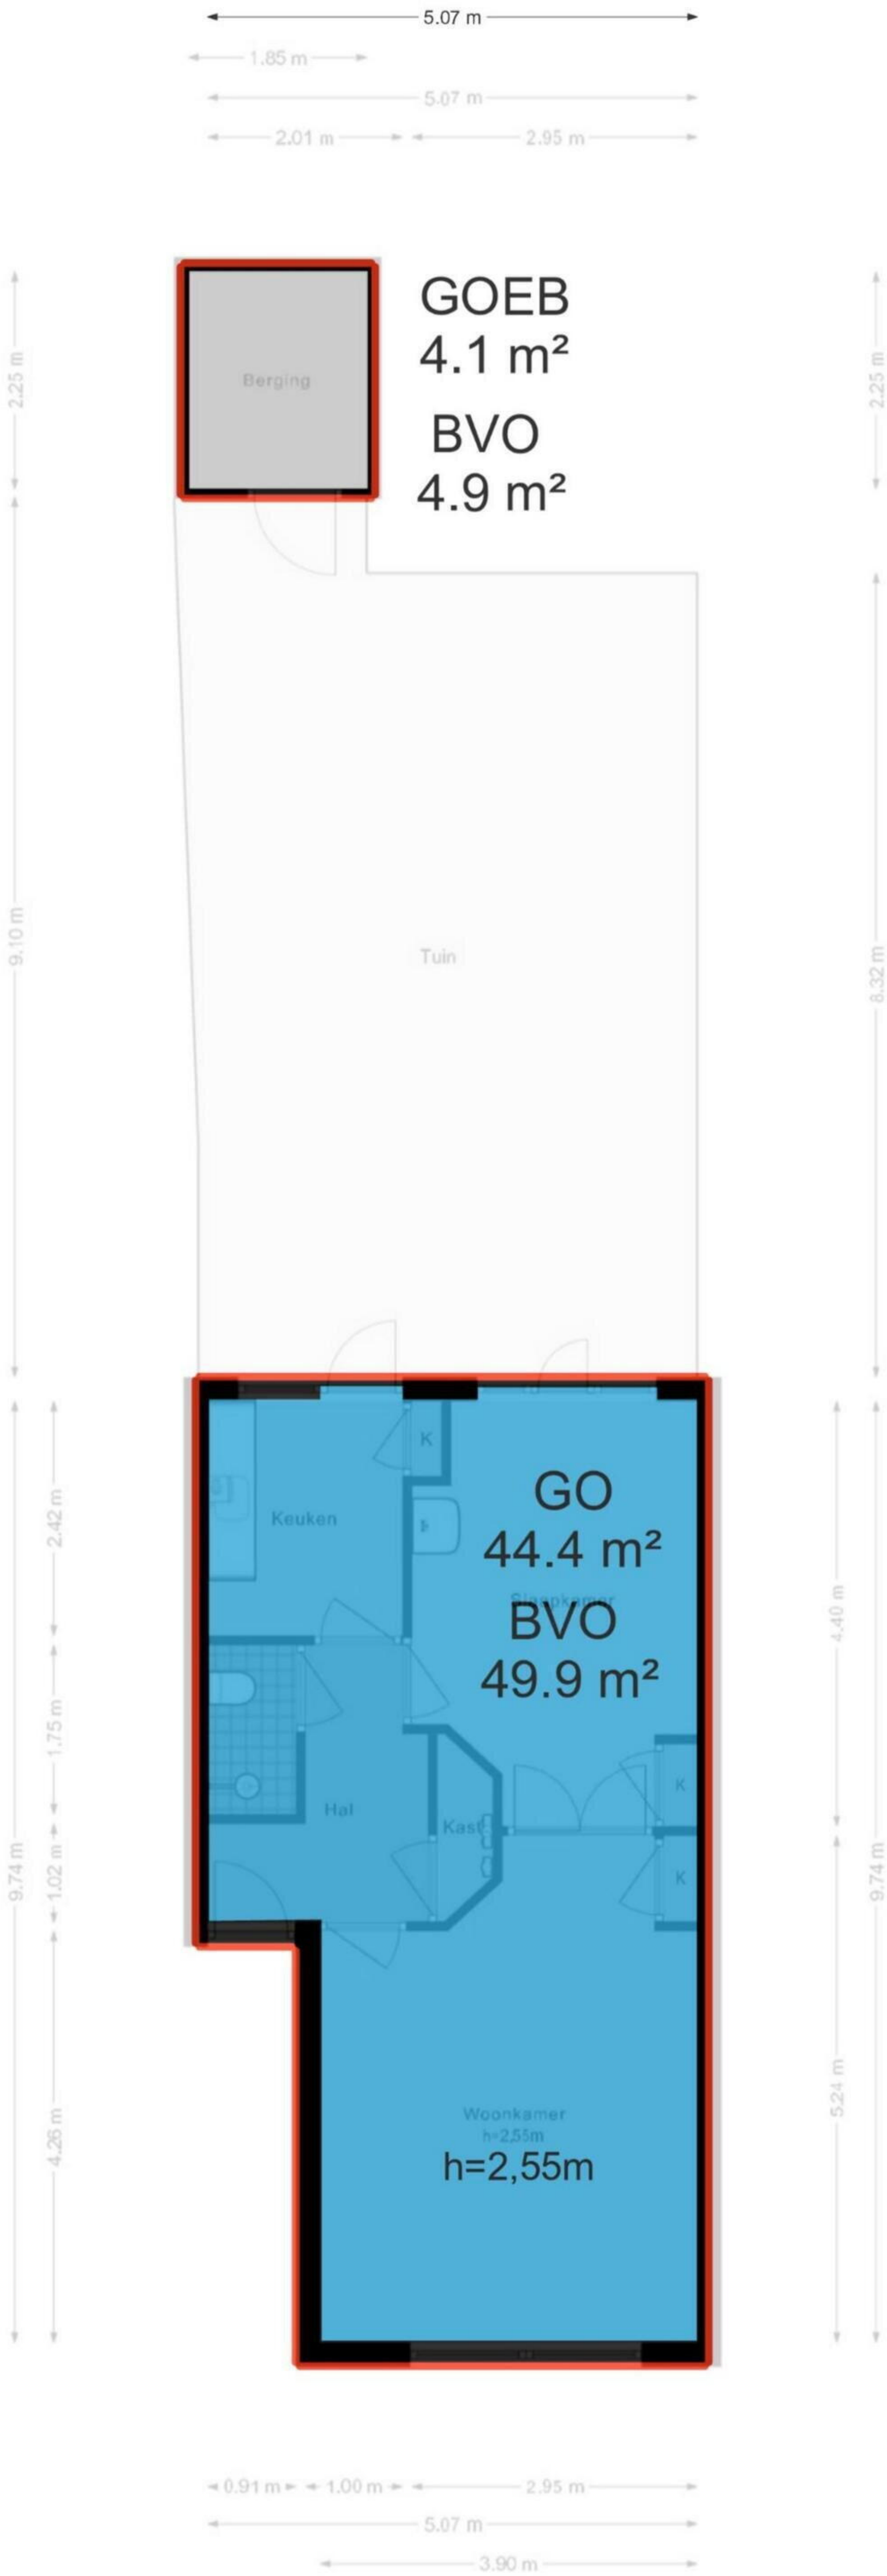 5.07 m
1.85 m
5.07 m
2.01 m
2.95 m
GOEB
4.1 m²
BVO
4.9 m²
Berging
2.25 m
2.25 m
9.10 m
Tuin
8.32 m
K
Keuken
GO
44.4 m²
Slaapkamer
BVO
49.9 m²
2.42 m
4.40 m
1.75 m
K
Hal
Kast
K
1.02 m
9.74 m
9.74 m
Woonkamer
h=2,55m
h=2,55m
4.26 m
5.24 m
0.91 m
1.00 m
2.95 m
5.07 m
3.90 m